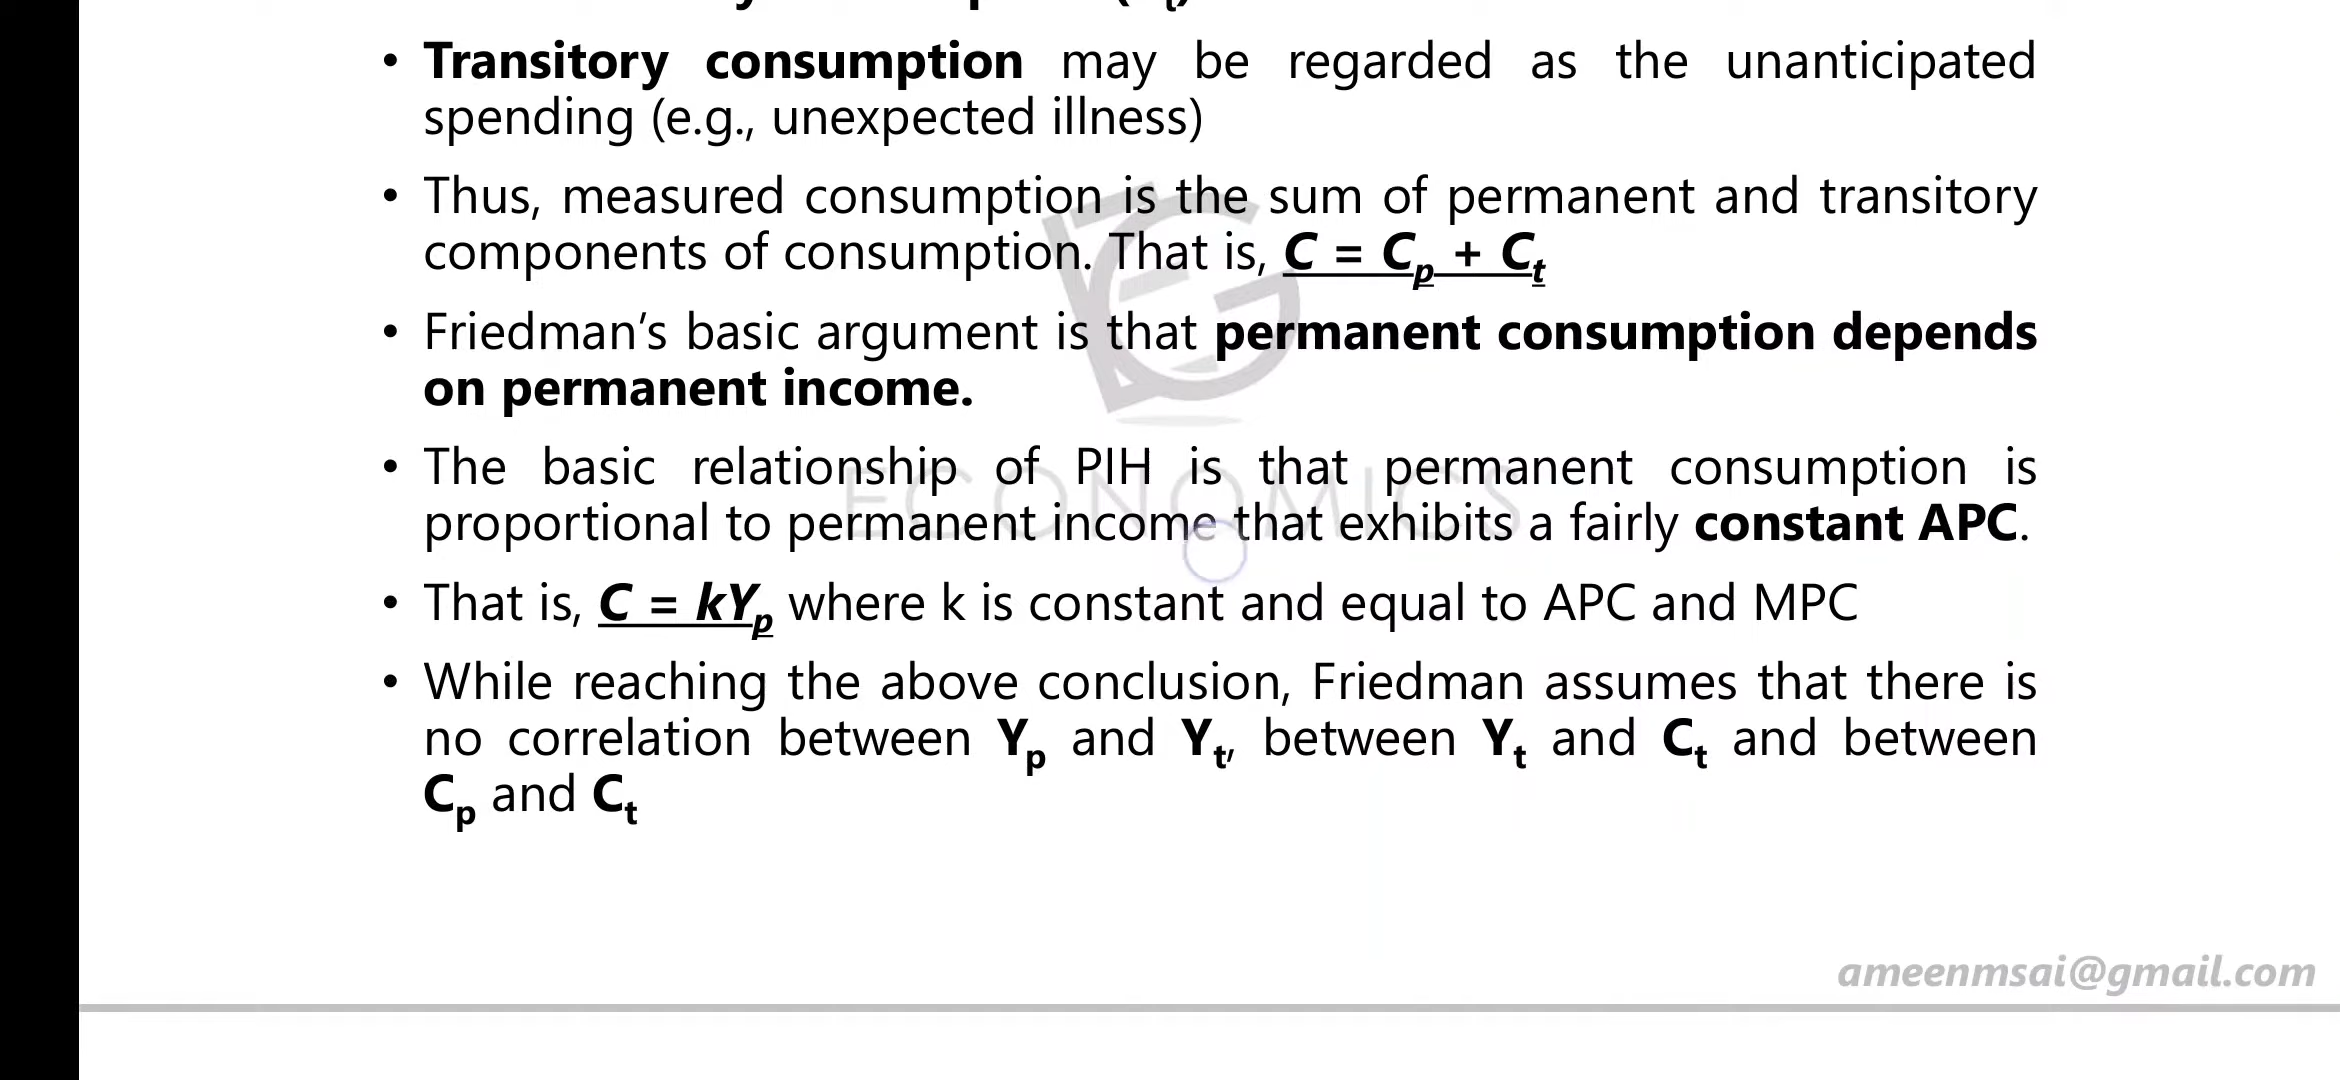 • Transitory consumption may be regarded as the unanticipated
spending (e.g., unexpected illness)
• Thus, measured consumption is the sum of permanent and transitory
components of consumption. That is, C = Cp + Ct
• Friedman’s basic argument is that permanent consumption depends
on permanent income.
• The basic relationship of PIH is that permanent consumption is
proportional to permanent income that exhibits a fairly constant APC.
• That is, C = kYp where k is constant and equal to APC and MPC
• While reaching the above conclusion, Friedman assumes that there is
no correlation between Yp and Yt, between Yt and Ct and between
Cp and Ct
ECONOMICS
ameenmsai@gmail.com